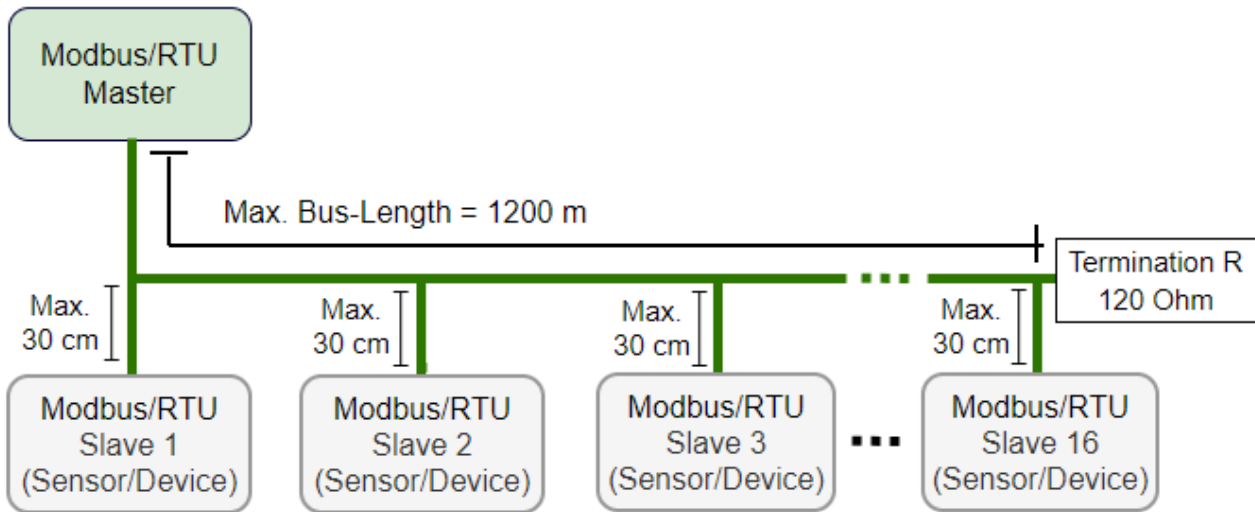 Modbus/RTU
Master
Max. Bus-Length = 1200 m
Termination R
120 Ohm
Max.
30 cm
Max.
30 cm
Max.
30 cm
Max.
30 cm
Modbus/RTU
Slave 1
(Sensor/Device)
Modbus/RTU
Slave 2
(Sensor/Device)
Modbus/RTU
Slave 3
(Sensor/Device)
Modbus/RTU
Slave 16
(Sensor/Device)